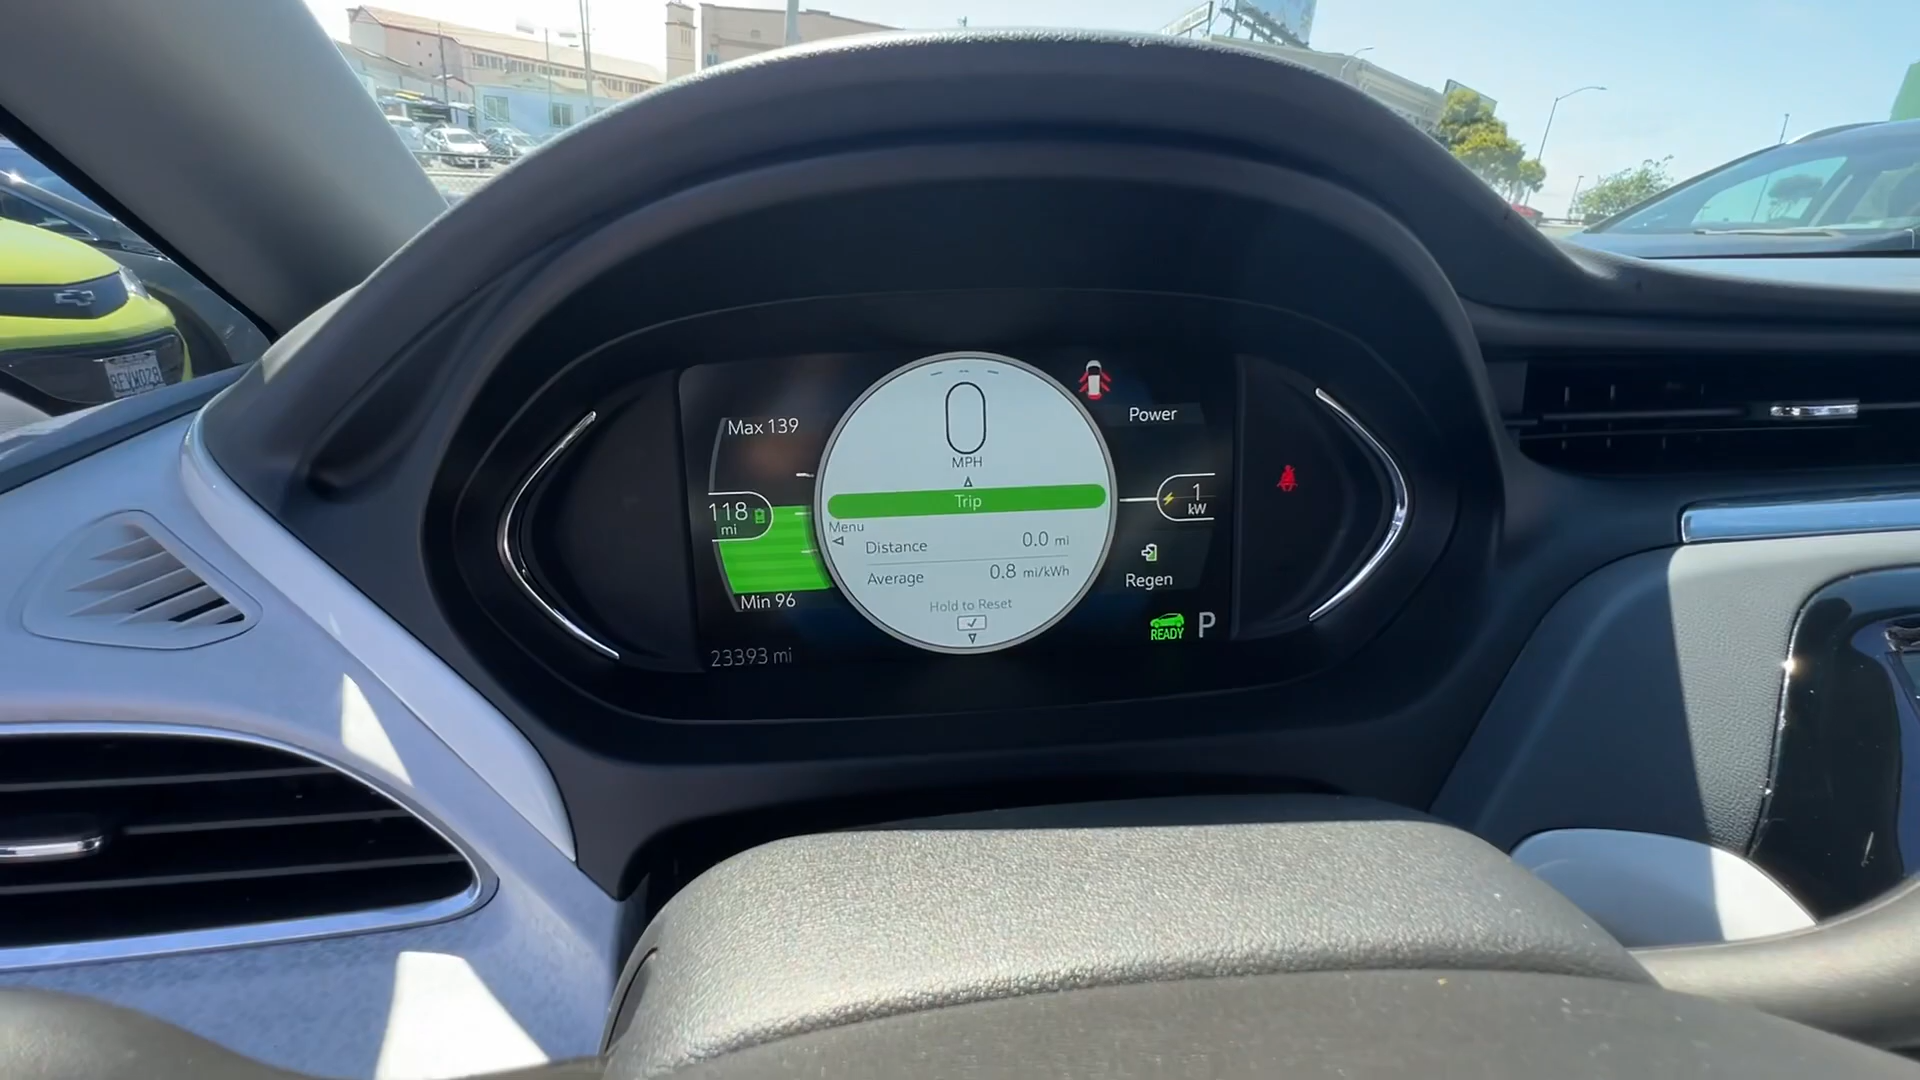 8EVW028
Max 139
118
mi
Min 96
23393 mi
0
MPH
Trip
Menu
Distance 0.0 mi
Average 0.8 mi/kWh
Hold to Reset
Power
1
kW
Regen
READY P